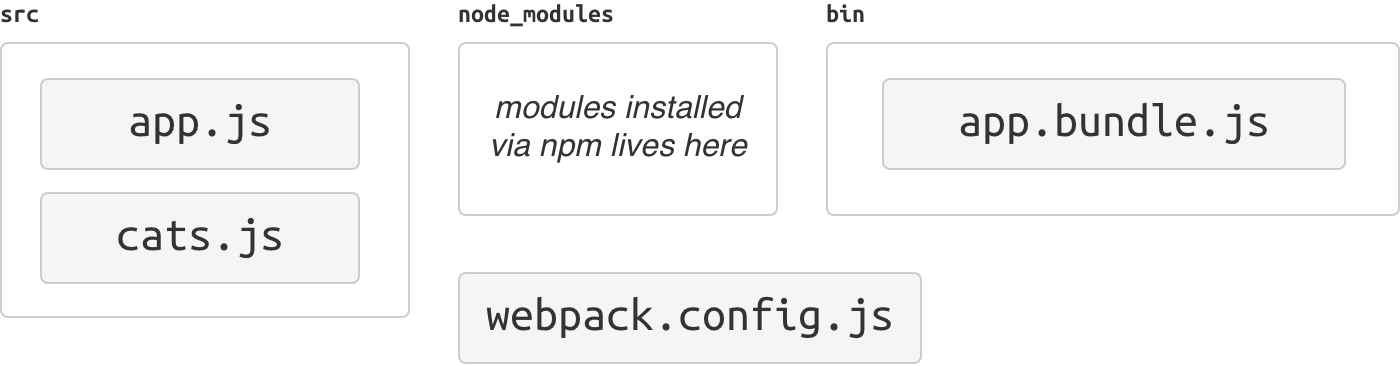 src
app.js
cats.js
node_modules
modules installed
via npm lives here
bin
app.bundle.js
webpack.config.js